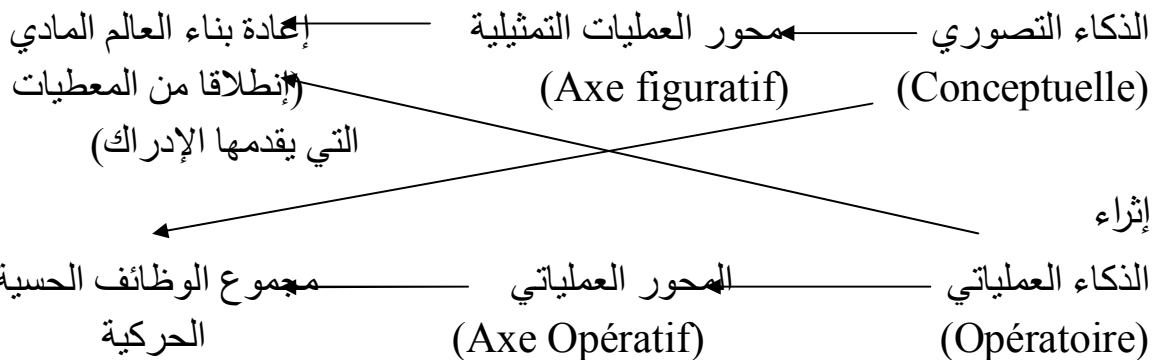 الذكاء التصوري محور العمليات التمثيلية إعادة بناء العالم المادي
(Conceptuelle) (Axe figuratif) (إنطلاقا من المعطيات
التي يقدمها الإدراك)
إثراء
الذكاء العملياتي المحور العملياتي مجموع الوظائف الحسية
(Opératoire) (Axe Opératif) الحركية